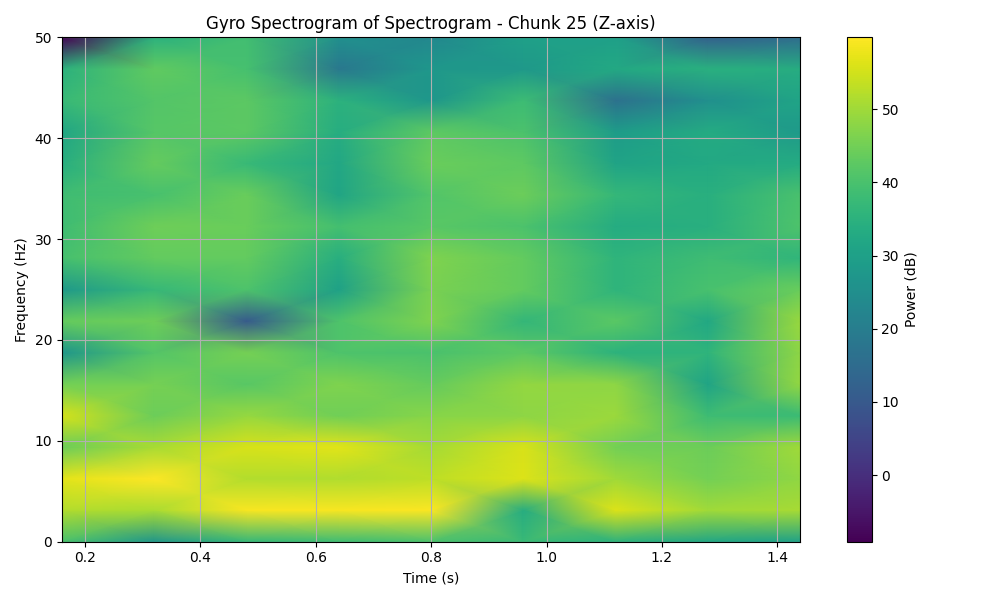 Gyro Spectrogram of Spectrogram - Chunk 25 (Z-axis)
50
40
30
20
10
0
Frequency (Hz)
0.2 0.4 0.6 0.8 1.0 1.2 1.4
Time (s)
50
40
30
20
10
0
Power (dB)